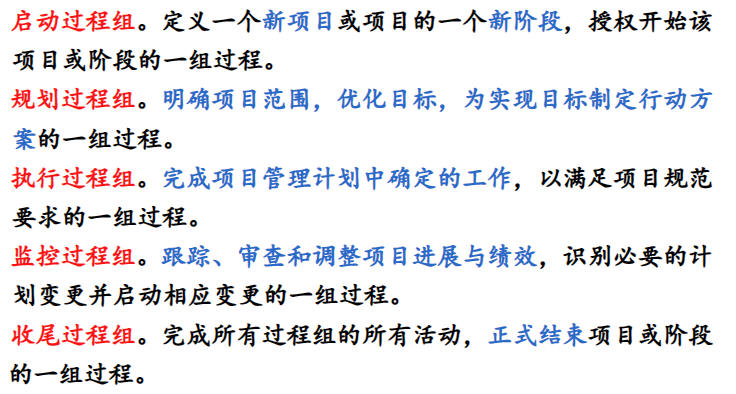 启动过程组。定义一个新项目或项目的一个新阶段，授权开始该
项目或阶段的一组过程。
规划过程组。明确项目范围，优化目标，为实现目标制定行动方
案的一组过程。
执行过程组。完成项目管理计划中确定的工作，以满足项目规范
要求的一组过程。
监控过程组。跟踪、审查和调整项目进展与绩效，识别必要的计
划变更并启动相应变更的一组过程。
收尾过程组。完成所有过程组的所有活动，正式结束项目或阶段
的一组过程。